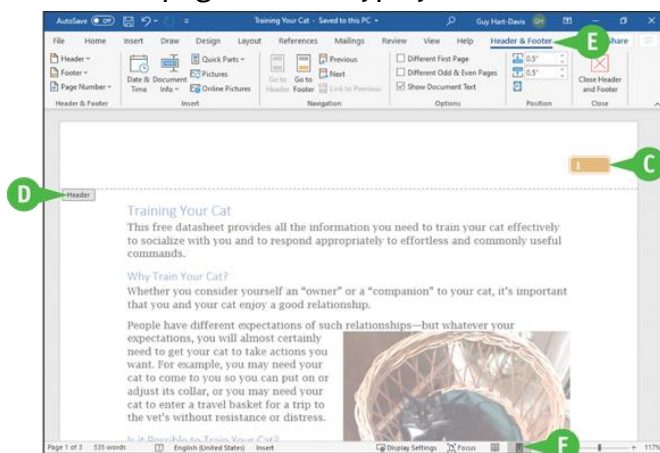 AutoSave Off Training Your Cat - Saved to this PC Guy Hart-Davis GH
File Home Insert Draw Design Layout References Mailings Review View Help Header & Footer E Share
Header Quick Parts Previous Different First Page 0.5"
Footer Date & Document Pictures Go to Go to Next Different Odd & Even Pages 0.5" Close Header
Page Number Time Info Online Pictures Header Footer Link to Previous Show Document Text and Footer
Header & Footer Insert Navigation Options Position Close
1 C
D Header
Training Your Cat
This free datasheet provides all the information you need to train your cat effectively
to socialize with you and to respond appropriately to effortless and commonly useful
commands.
Why Train Your Cat?
Whether you consider yourself an “owner” or a “companion” to your cat, it’s important
that you and your cat enjoy a good relationship.
People have different expectations of such relationships—but whatever your
expectations, you will almost certainly
need to get your cat to take actions you
want. For example, you may need your
cat to come to you so you can put on or
adjust its collar, or you may need your
cat to enter a travel basket for a trip to
the vet’s without resistance or distress.
Is it Possible to Train Your Cat?
Page 1 of 3 535 words English (United States) Insert Display Settings Focus F 117%